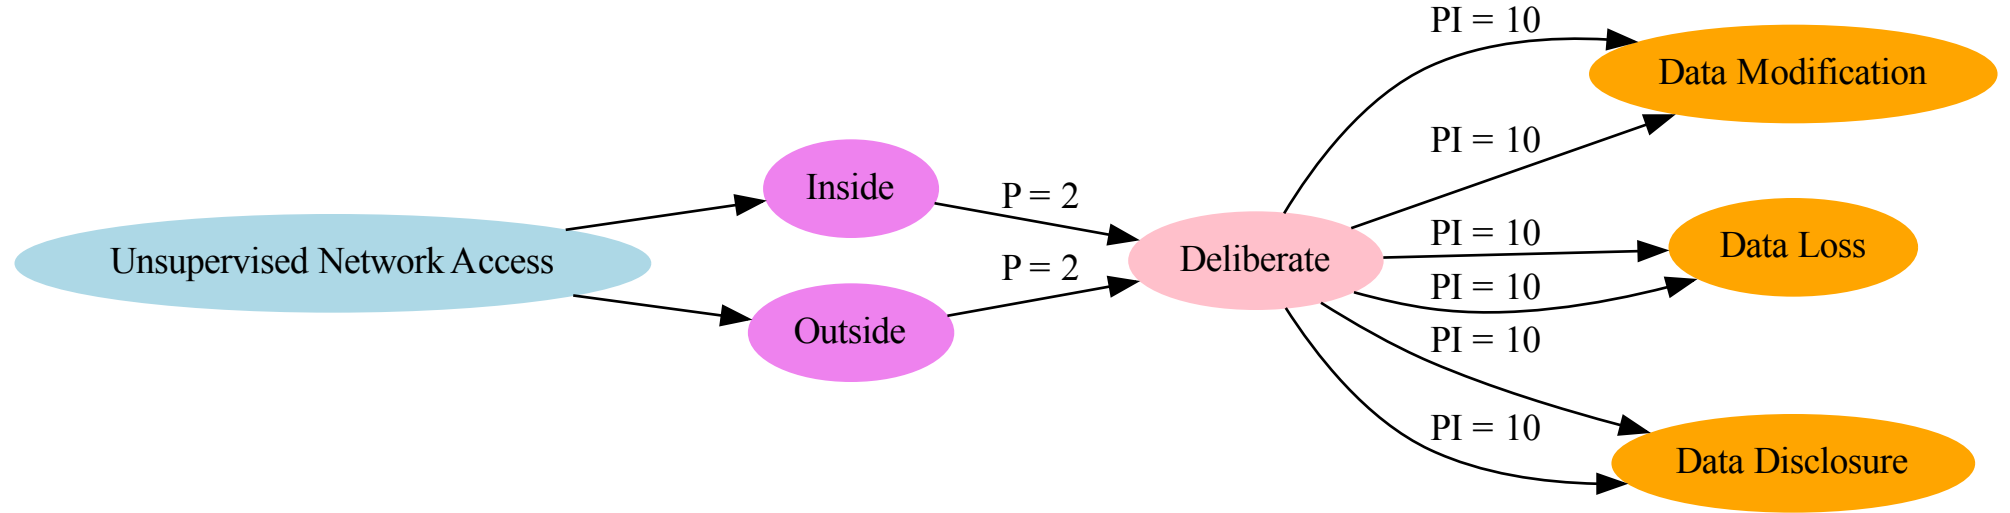 Unsupervised Network Access
Inside
Outside
P = 2
P = 2
Deliberate
PI = 10
PI = 10
PI = 10
PI = 10
PI = 10
PI = 10
Data Modification
Data Loss
Data Disclosure